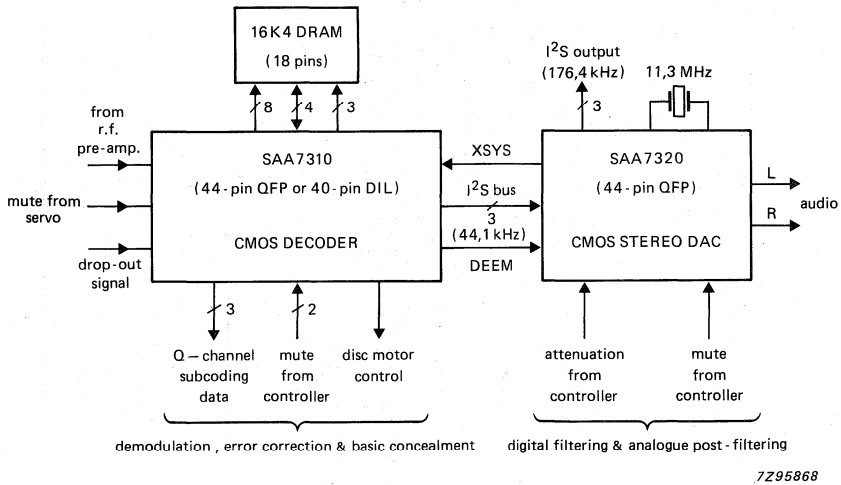 16K4 DRAM
(18 pins)
8
4
3
I²S output
(176,4 kHz)
3
11,3 MHz
from
r.f.
pre-amp.
mute from
servo
drop-out
signal
SAA7310
(44-pin QFP or 40-pin DIL)
CMOS DECODER
XSYS
I²S bus
3
(44,1 kHz)
DEEM
SAA7320
(44-pin QFP)
CMOS STEREO DAC
L
R
audio
3
2
Q–channel
subcoding
data
mute
from
controller
disc motor
control
attenuation
from
controller
mute
from
controller
demodulation, error correction & basic concealment
digital filtering & analogue post-filtering
7Z95868